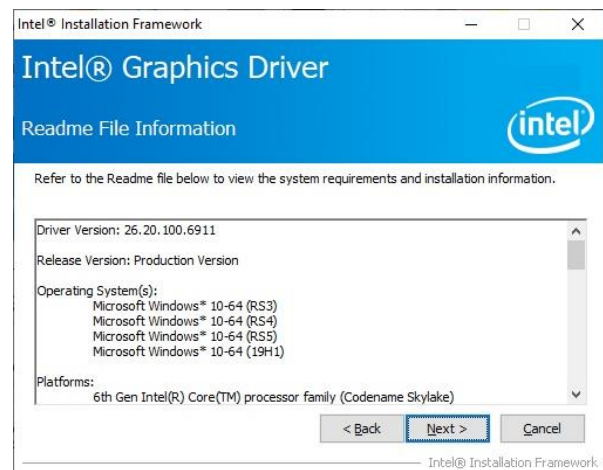 Intel® Installation Framework
Intel® Graphics Driver
Readme File Information
intel
Refer to the Readme file below to view the system requirements and installation information.
Driver Version: 26.20.100.6911
Release Version: Production Version
Operating System(s):
Microsoft Windows* 10-64 (RS3)
Microsoft Windows* 10-64 (RS4)
Microsoft Windows* 10-64 (RS5)
Microsoft Windows* 10-64 (19H1)
Platforms:
6th Gen Intel(R) Core(TM) processor family (Codename Skylake)
< Back Next > Cancel
Intel® Installation Framework